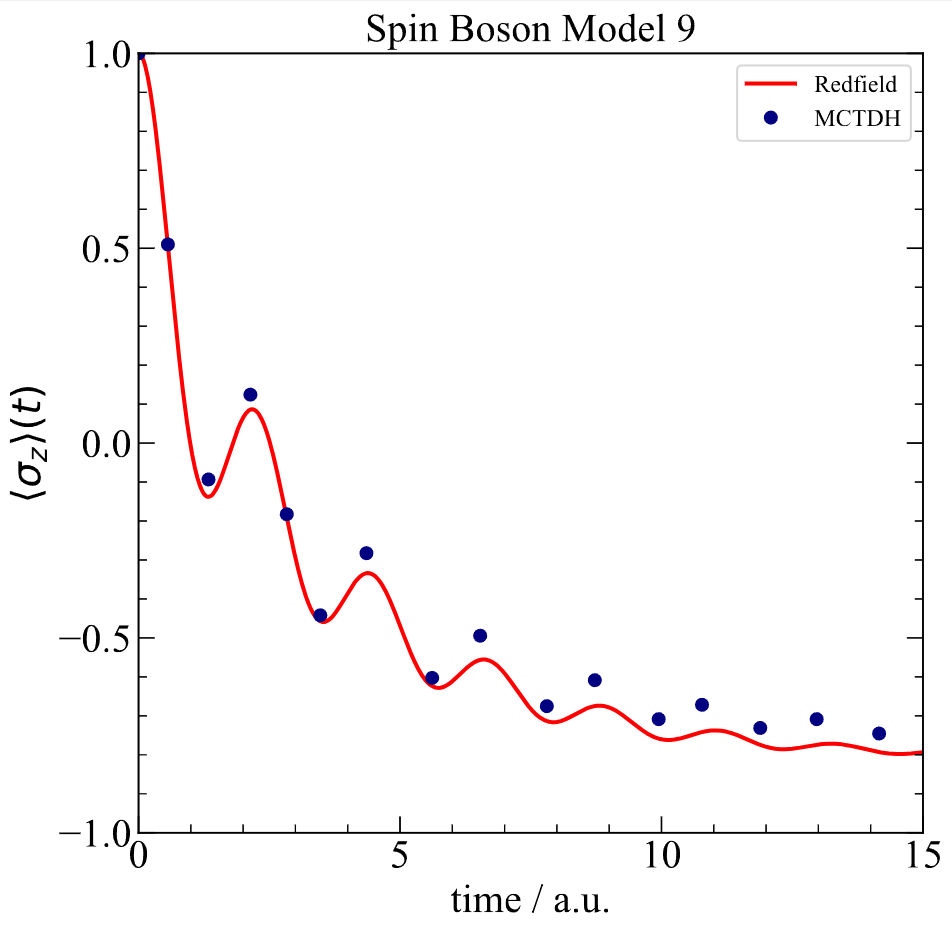 Spin Boson Model 9
Redfield
MCTDH
1.0
0.5
0.0
−0.5
−1.0
⟨σz⟩(t)
0 5 10 15
time / a.u.